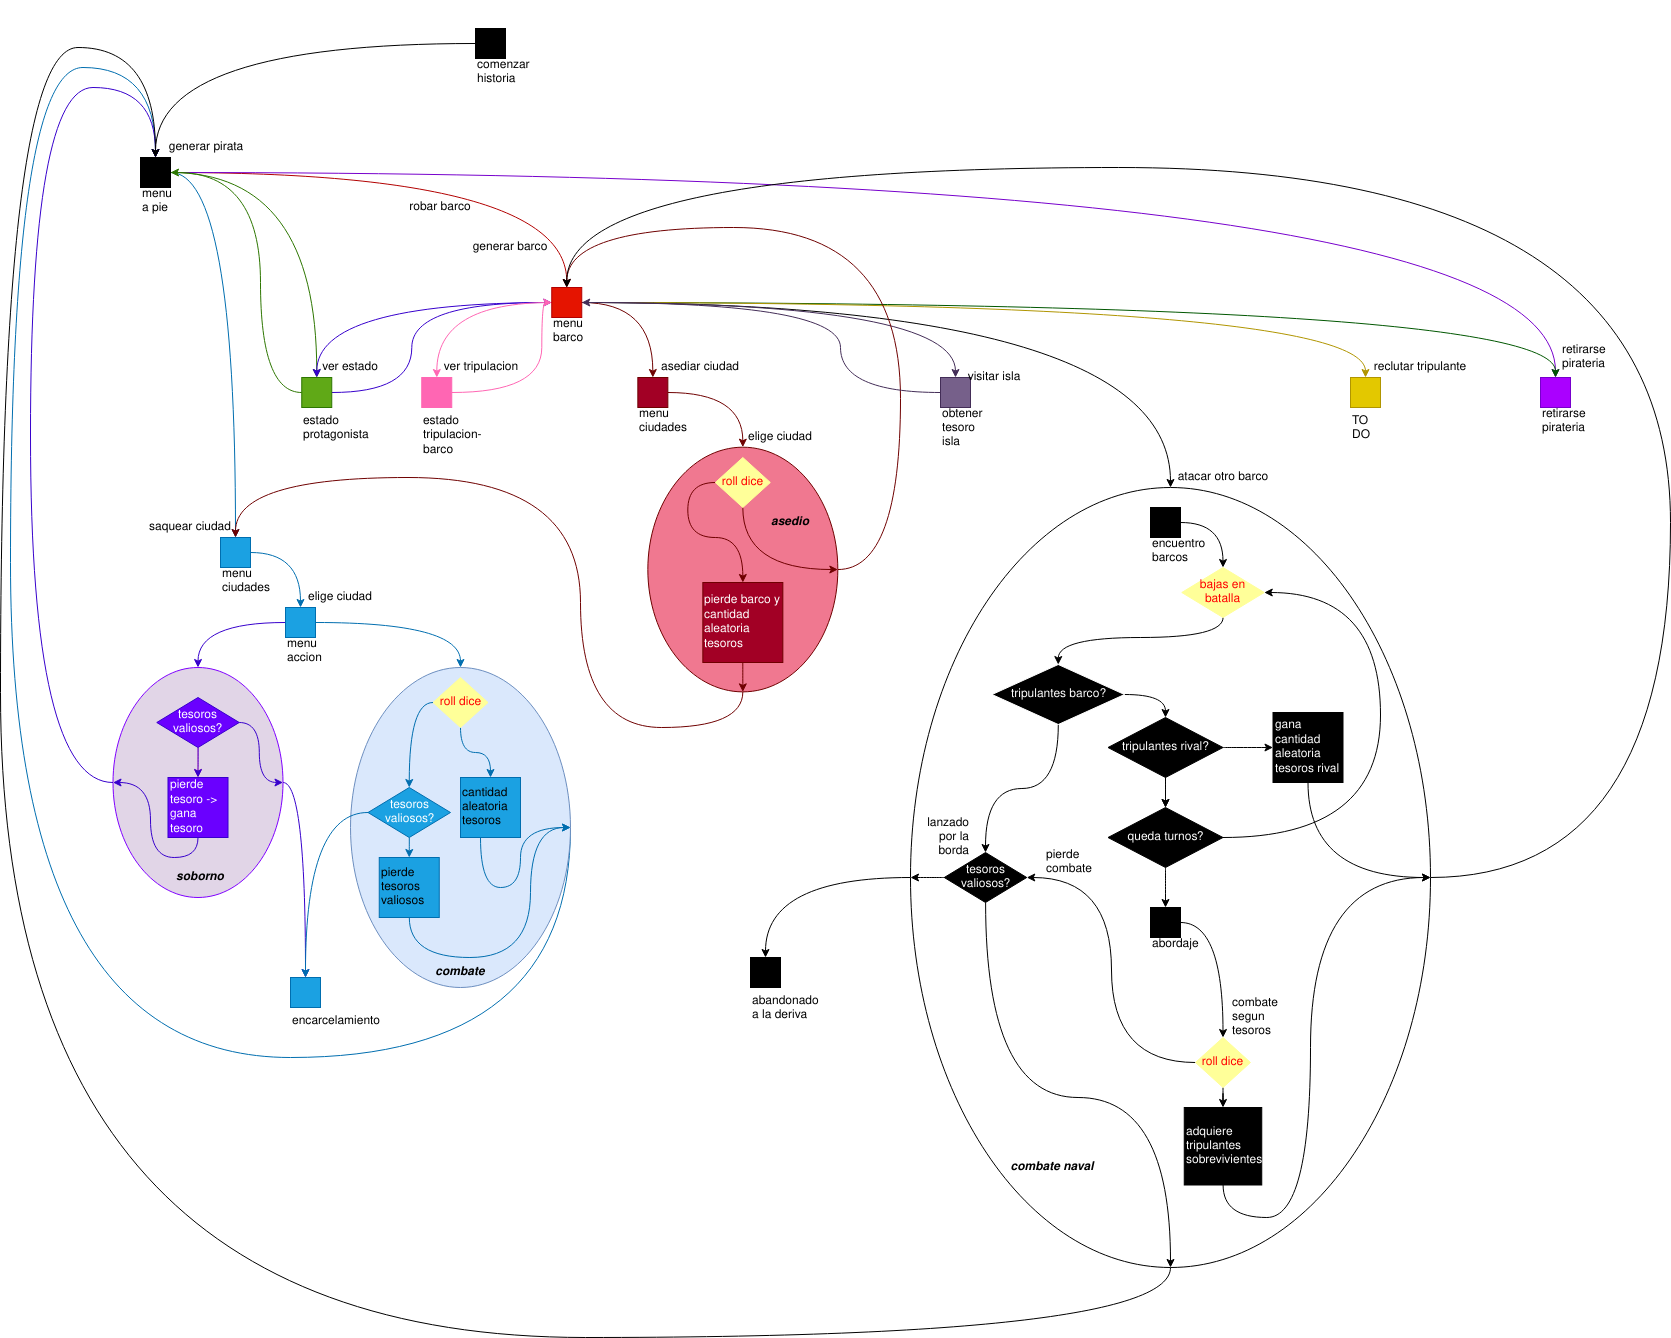 comenzar
historia
generar pirata
menu
a pie
robar barco
generar barco
menu
barco
ver estado
ver tripulacion
asediar ciudad
visitar isla
reclutar tripulante
retirarse
pirateria
estado
protagonista
estado
tripulacion-
barco
menu
ciudades
obtener
tesoro
isla
TO
DO
retirarse
pirateria
elige ciudad
roll dice
asedio
pierde barco y
cantidad
aleatoria
tesoros
saquear ciudad
menu
ciudades
elige ciudad
menu
accion
tesoros
valiosos?
pierde
tesoro ->
gana
tesoro
soborno
roll dice
tesoros
valiosos?
cantidad
aleatoria
tesoros
pierde
tesoros
valiosos
combate
encarcelamiento
atacar otro barco
encuentro
barcos
bajas en
batalla
tripulantes barco?
tripulantes rival?
gana
cantidad
aleatoria
tesoros rival
queda turnos?
lanzado
por la
borda
tesoros
valiosos?
pierde
combate
abordaje
abandonado
a la deriva
combate
segun
tesoros
roll dice
adquiere
tripulantes
sobrevivientes
combate naval